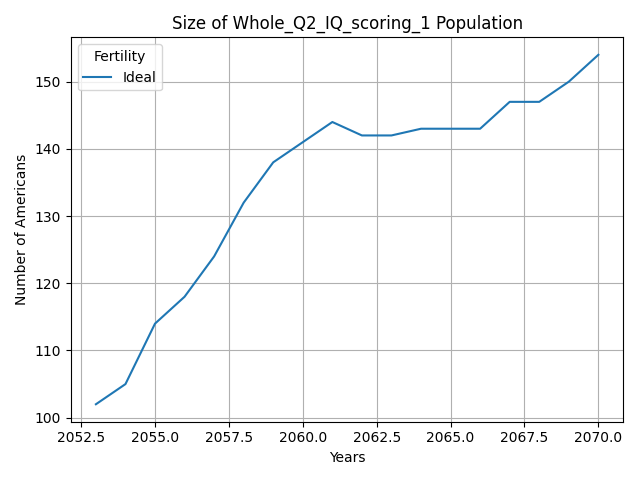 Size of Whole_Q2_IQ_scoring_1 Population
Fertility
Ideal
Number of Americans
150
140
130
120
110
100
2052.5 2055.0 2057.5 2060.0 2062.5 2065.0 2067.5 2070.0
Years